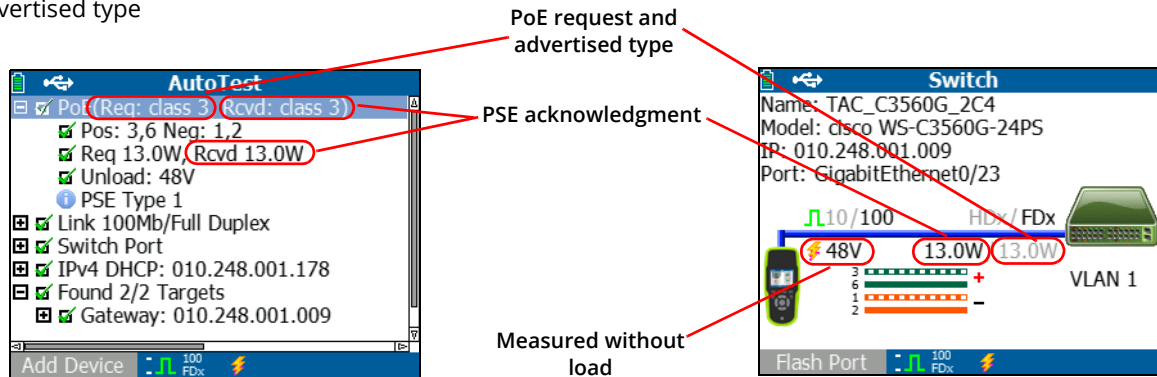 vertised type
PoE request and
advertised type
PSE acknowledgment
Measured without
load
AutoTest
PoE(Req: class 3, Rcvd: class 3)
Pos: 3,6 Neg: 1,2
Req 13.0W, Rcvd 13.0W
Unload: 48V
PSE Type 1
Link 100Mb/Full Duplex
Switch Port
IPv4 DHCP: 010.248.001.178
Found 2/2 Targets
Gateway: 010.248.001.009
Add Device
100
FDx
Switch
Name: TAC_C3560G_2C4
Model: cisco WS-C3560G-24PS
IP: 010.248.001.009
Port: GigabitEthernet0/23
10/100 HDx/FDx
48V 13.0W 13.0W
3
6
1
2
+
−
VLAN 1
Flash Port
100
FDx